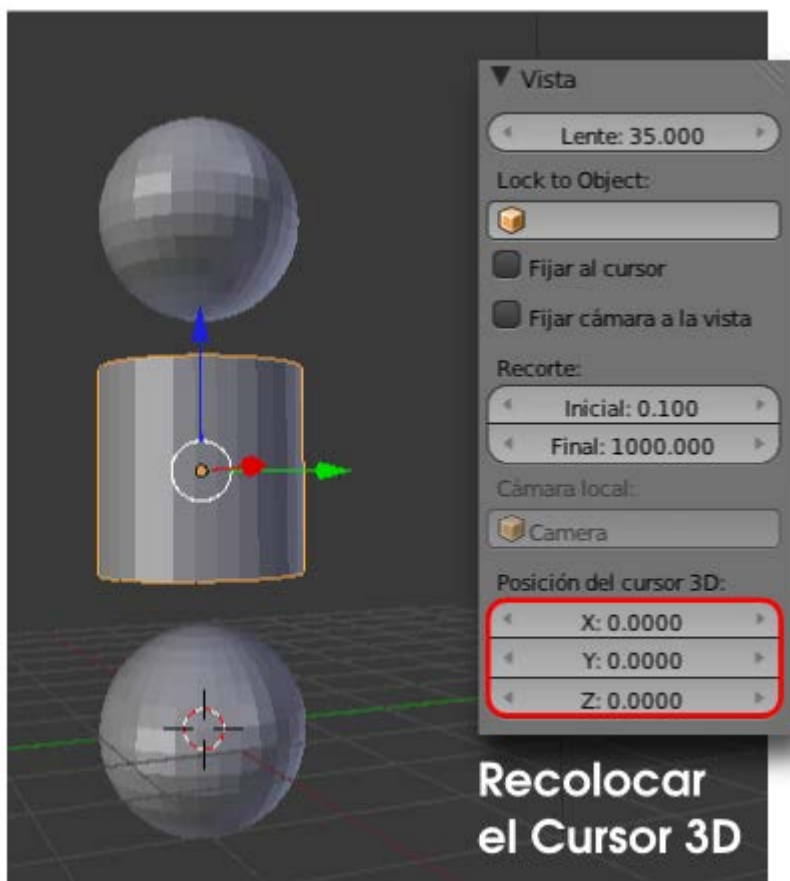 Vista
Lente: 35.000
Lock to Object:
Fijar al cursor
Fijar cámara a la vista
Recorte:
Inicial: 0.100
Final: 1000.000
Cámara local:
Camera
Posición del cursor 3D:
X: 0.0000
Y: 0.0000
Z: 0.0000
Recolocar
el Cursor 3D